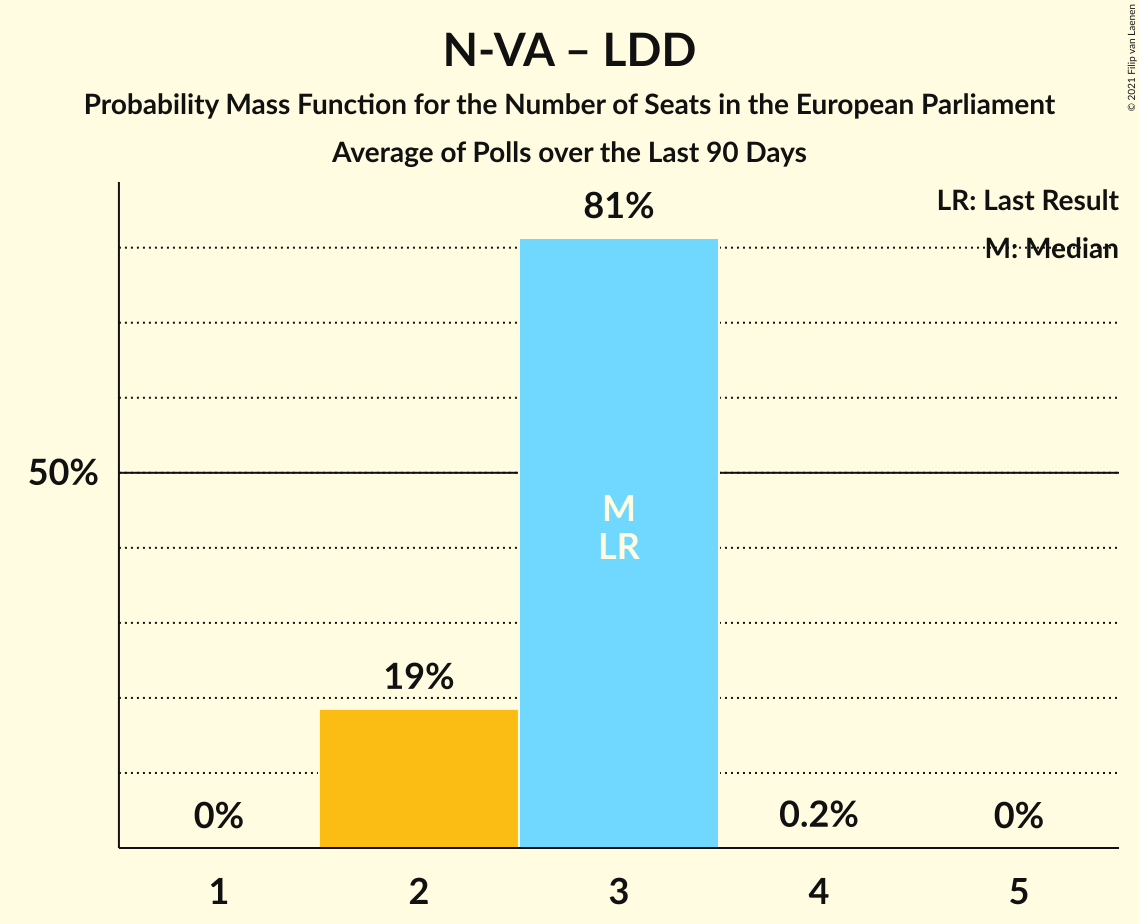 N-VA – LDD
Probability Mass Function for the Number of Seats in the European Parliament
Average of Polls over the Last 90 Days
© 2021 Filip van Laenen
LR: Last Result
M: Median
81%
50%
M
LR
19%
0%
0.2%
0%
1 2 3 4 5